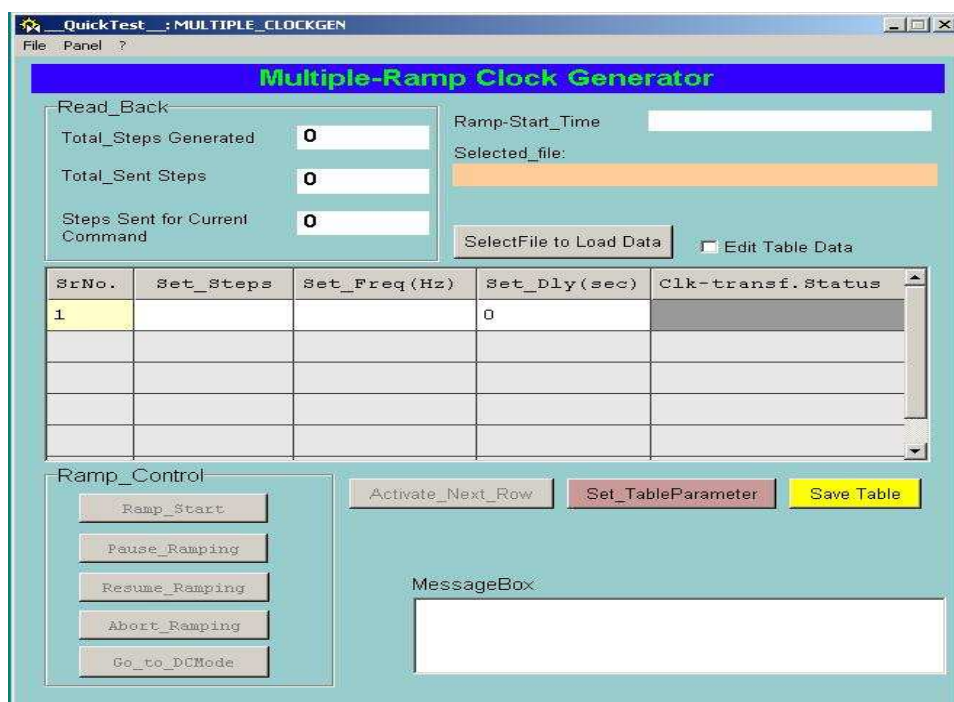 __QuickTest__: MULTIPLE_CLOCKGEN
File Panel ?
Multiple-Ramp Clock Generator
Read_Back
Total_Steps Generated 0
Total_Sent Steps 0
Steps Sent for Current
Command
0
Ramp-Start_Time
Selected_file:
SelectFile to Load Data
Edit Table Data
SrNo. Set_Steps Set_Freq(Hz) Set_Dly(sec) Clk-transf.Status
1 0
Ramp_Control
Ramp_Start
Pause_Ramping
Resume_Ramping
Abort_Ramping
Go_to_DCMode
Activate_Next_Row
Set_TableParameter
Save Table
MessageBox